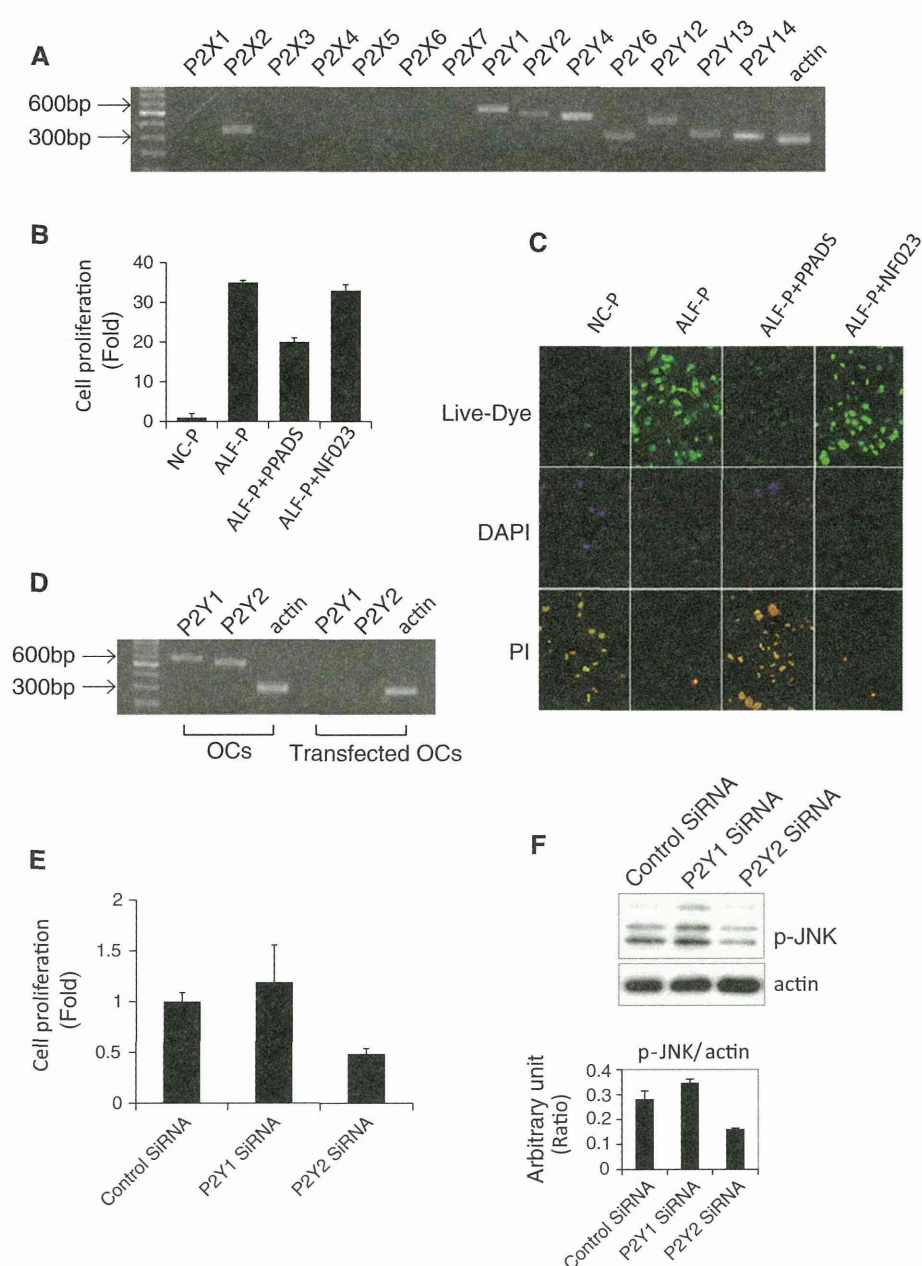 A
P2X1 P2X2 P2X3 P2X4 P2X5 P2X6 P2X7 P2Y1 P2Y2 P2Y4 P2Y6 P2Y12 P2Y13 P2Y14 actin
600bp
300bp
B
Cell proliferation
(Fold)
40
30
20
10
0
NC-P ALF-P ALF-P+PPADS ALF-P+NF023
C
NC-P ALF-P ALF-P+PPADS ALF-P+NF023
Live-Dye
DAPI
PI
D
P2Y1 P2Y2 actin P2Y1 P2Y2 actin
600bp
300bp
OCs Transfected OCs
E
Cell proliferation
(Fold)
2
1.5
1
0.5
0
Control SiRNA P2Y1 SiRNA P2Y2 SiRNA
F
Control SiRNA P2Y1 SiRNA P2Y2 SiRNA
p-JNK
actin
p-JNK/actin
Arbitrary unit
(Ratio)
0.4
0.3
0.2
0.1
0
Control SiRNA P2Y1 SiRNA P2Y2 SiRNA